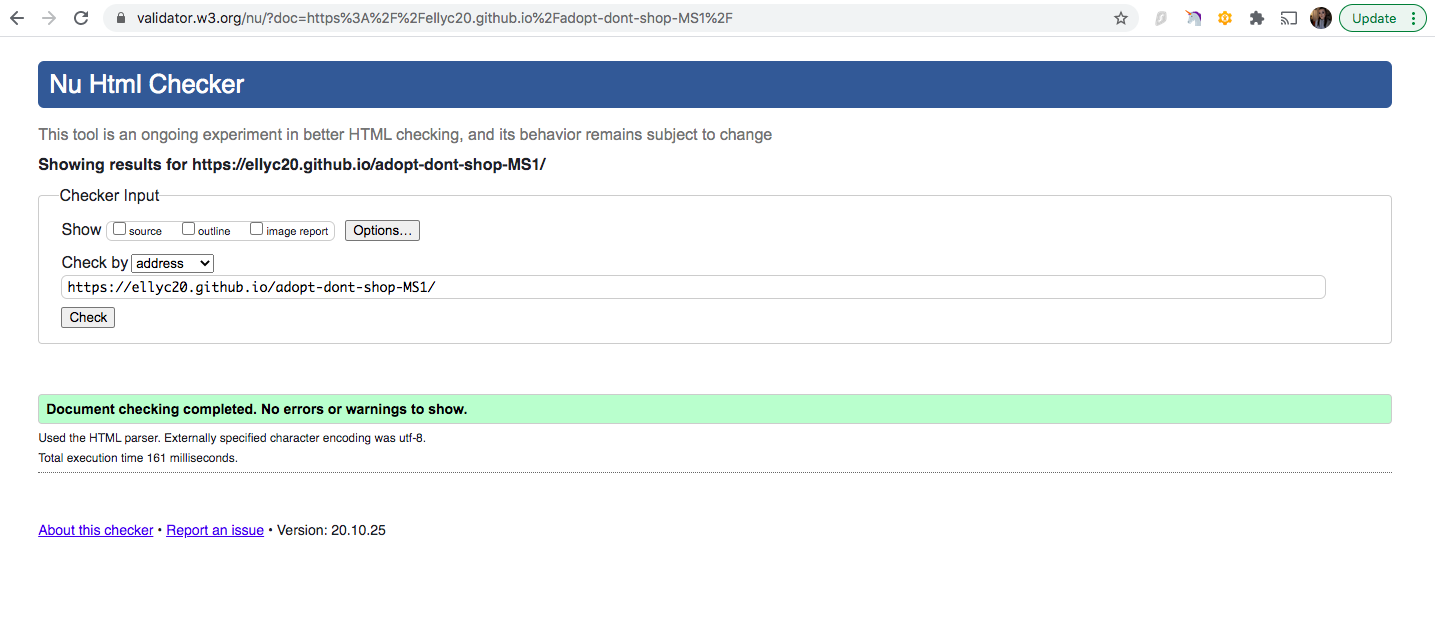 validator.w3.org/nu/?doc=https%3A%2F%2Fellyc20.github.io%2Fadopt-dont-shop-MS1%2F
Update
Nu Html Checker
This tool is an ongoing experiment in better HTML checking, and its behavior remains subject to change
Showing results for https://ellyc20.github.io/adopt-dont-shop-MS1/
Checker Input
Show source outline image report Options...
Check by address
https://ellyc20.github.io/adopt-dont-shop-MS1/
Check
Document checking completed. No errors or warnings to show.
Used the HTML parser. Externally specified character encoding was utf-8.
Total execution time 161 milliseconds.
About this checker • Report an issue • Version: 20.10.25